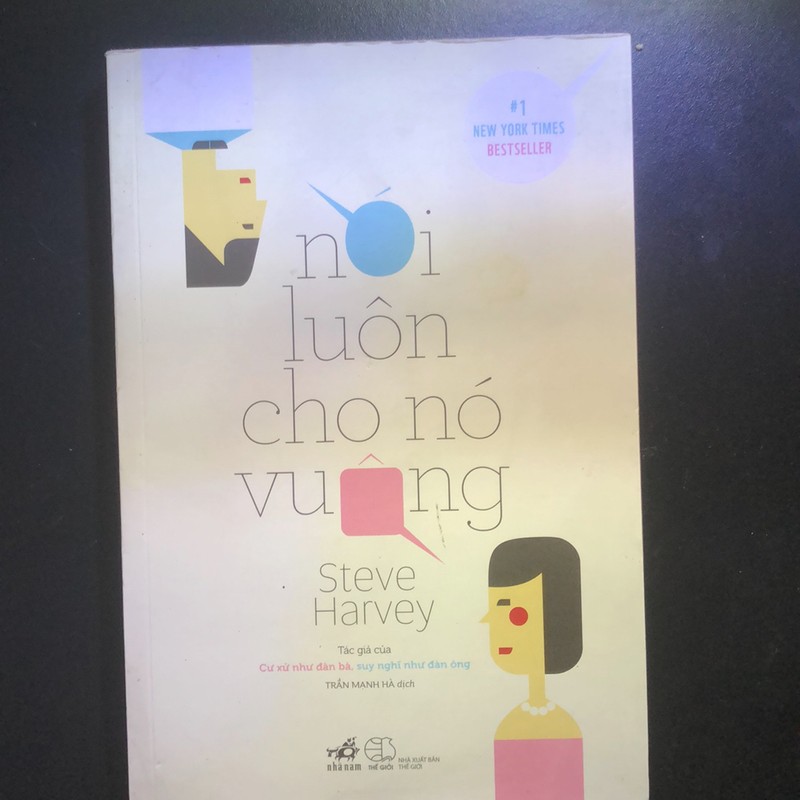 #1
NEW YORK TIMES
BESTSELLER
nói
luôn
cho nó
vuông
Steve
Harvey
Tác giả của
Cư xử như đàn bà, suy nghĩ như đàn ông
TRẦN MẠNH HÀ dịch
nhã nam
THẾ GIỚI
NHÀ XUẤT BẢN
THẾ GIỚI